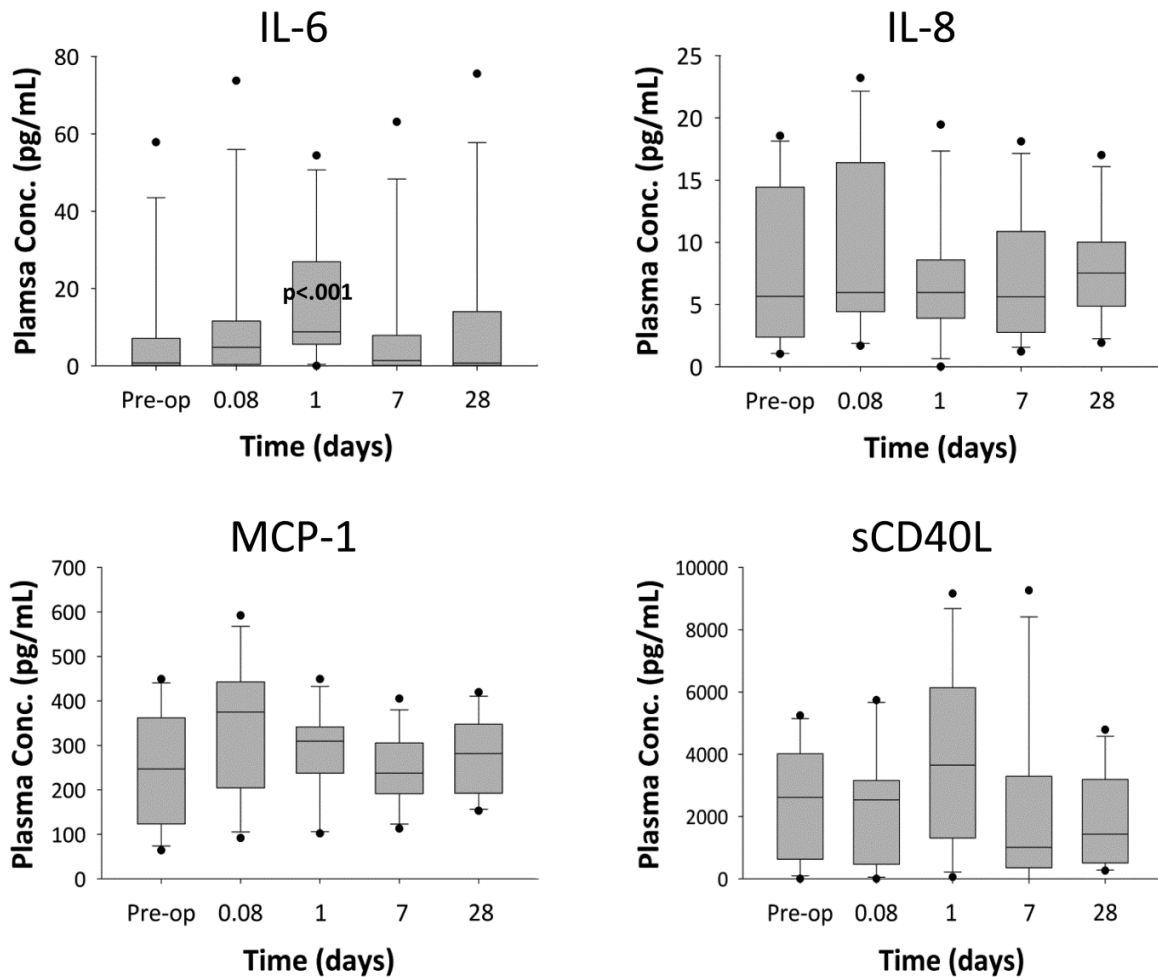 IL-6
80
60
40
20
0
Plamsa Conc. (pg/mL)
p<.001
Pre-op 0.08 1 7 28
Time (days)
IL-8
25
20
15
10
5
0
Plasma Conc. (pg/mL)
Pre-op 0.08 1 7 28
Time (days)
MCP-1
700
600
500
400
300
200
100
0
Plasma Conc. (pg/mL)
Pre-op 0.08 1 7 28
Time (days)
sCD40L
10000
8000
6000
4000
2000
0
Plasma Conc. (pg/mL)
Pre-op 0.08 1 7 28
Time (days)